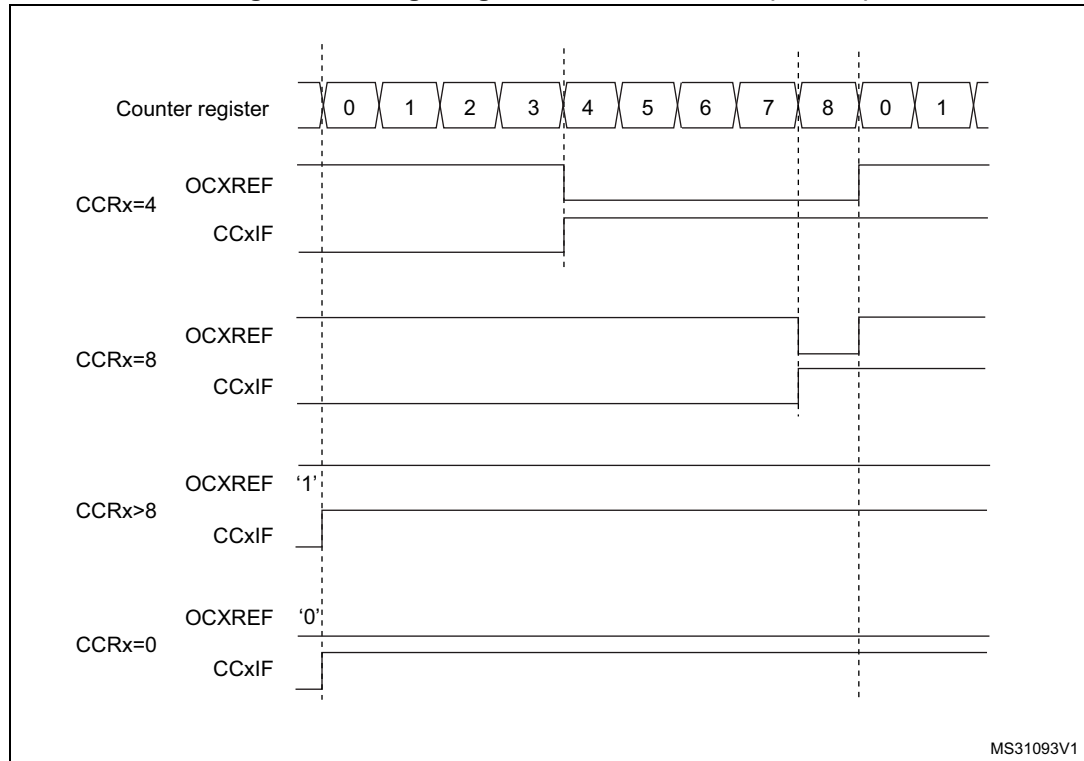 Counter register 0 1 2 3 4 5 6 7 8 0 1
OCXREF
CCRx=4
CCxIF
OCXREF
CCRx=8
CCxIF
OCXREF ‘1’
CCRx>8
CCxIF
OCXREF ‘0’
CCRx=0
CCxIF
MS31093V1